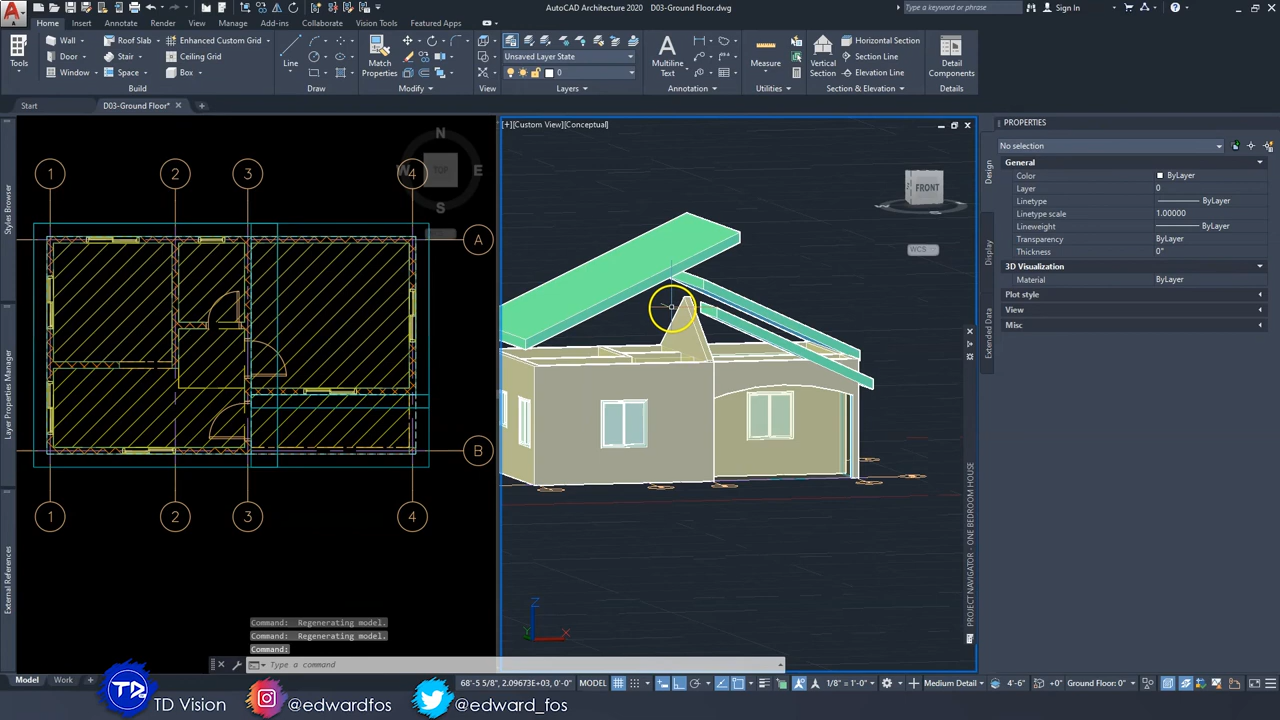 AutoCAD Architecture 2020 D03-Ground Floor.dwg
Type a keyword or phrase
Sign In
Home Insert Annotate Render View Manage Add-ins Collaborate Vision Tools Featured Apps
Tools
Wall
Door
Window
Roof Slab
Stair
Space
Enhanced Custom Grid
Ceiling Grid
Box
Build
Line
Draw
Match
Properties
Modify
View
Unsaved Layer State
0
Layers
Multiline
Text
Annotation
Measure
Utilities
Vertical
Section
Horizontal Section
Section Line
Elevation Line
Section & Elevation
Detail
Components
Details
Start
D03-Ground Floor*
[+][Custom View][Conceptual]
Styles Browser
Layer Properties Manager
External References
N
W
TOP
E
S
1
2
3
4
A
B
1
2
3
4
FRONT
WCS
Z
Y
X
PROJECT NAVIGATOR - ONE BEDROOM HOUSE
Design
Display
Extended Data
PROPERTIES
No selection
General
Color ByLayer
Layer 0
Linetype ByLayer
Linetype scale 1.00000
Lineweight ByLayer
Transparency ByLayer
Thickness 0"
3D Visualization
Material ByLayer
Plot style
View
Misc
Command: Regenerating model.
Command: Regenerating model.
Command:
Type a command
Model Work
68'-5 5/8", 2.09673E+03, 0'-0" MODEL
1/8" = 1'-0"
Medium Detail
4'-6"
+0"
Ground Floor: 0"
TD Vision
@edwardfos
@edward_fos